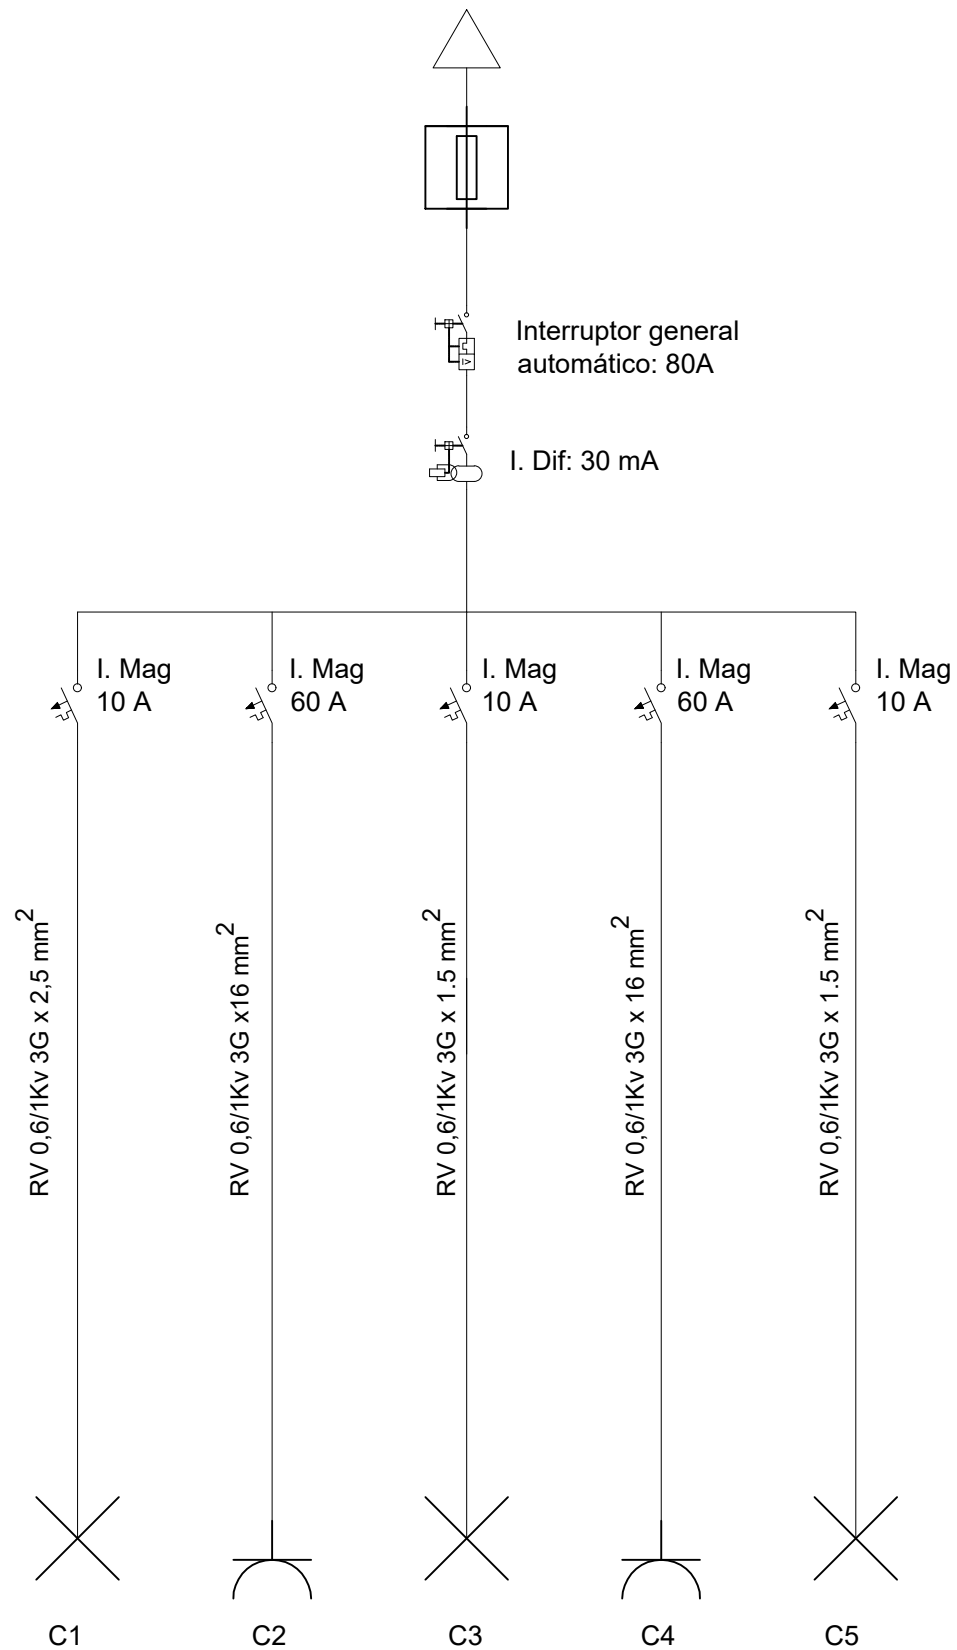 Interruptor general
automático: 80A
I. Dif: 30 mA
I. Mag
10 A
I. Mag
60 A
I. Mag
10 A
I. Mag
60 A
I. Mag
10 A
RV 0,6/1Kv 3G x 2,5 mm²
RV 0,6/1Kv 3G x16 mm²
RV 0,6/1Kv 3G x 1.5 mm²
RV 0,6/1Kv 3G x 16 mm²
RV 0,6/1Kv 3G x 1.5 mm²
C1
C2
C3
C4
C5